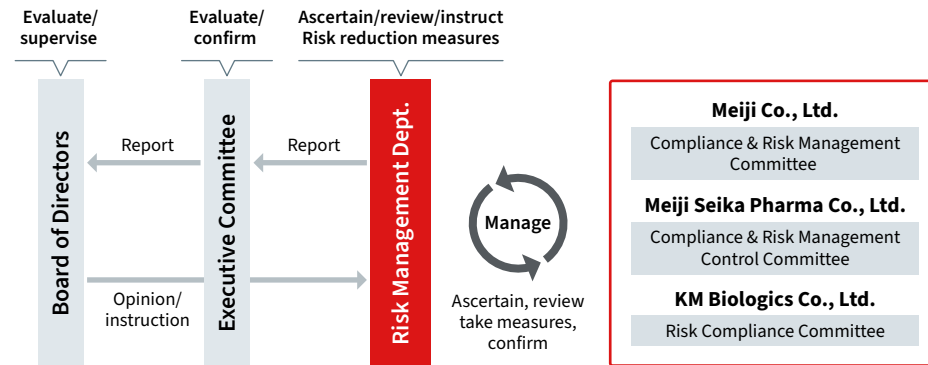 Evaluate/
supervise
Evaluate/
confirm
Ascertain/review/instruct
Risk reduction measures
Board of Directors
Report
Opinion/
instruction
Executive Committee
Report
Risk Management Dept.
Manage
Ascertain, review
take measures,
confirm
Meiji Co., Ltd.
Compliance & Risk Management
Committee
Meiji Seika Pharma Co., Ltd.
Compliance & Risk Management
Control Committee
KM Biologics Co., Ltd.
Risk Compliance Committee